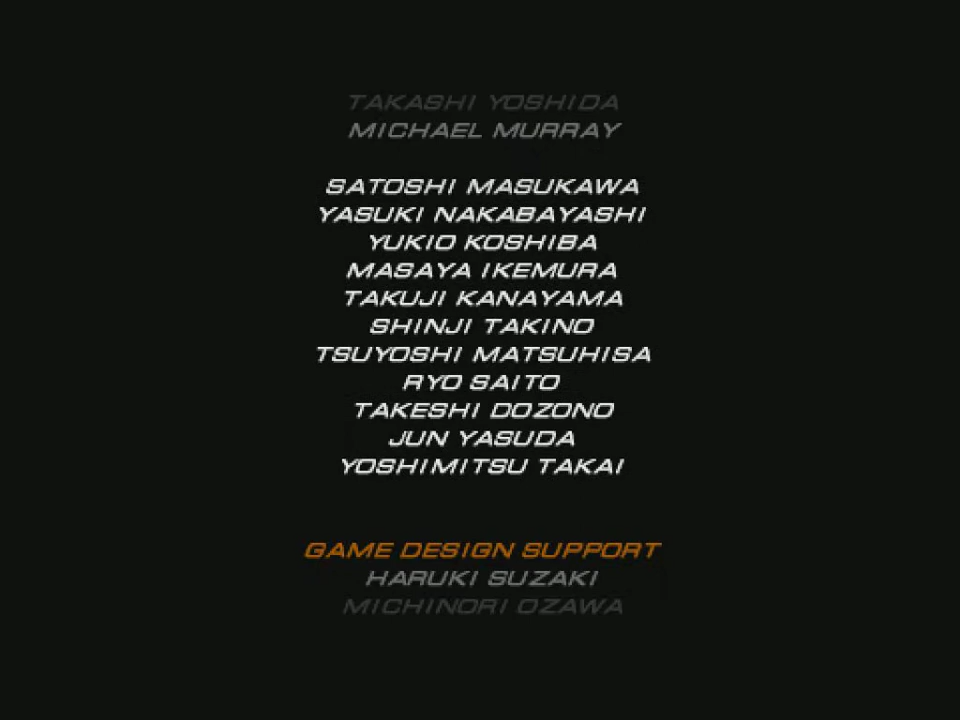 TAKASHI YOSHIDA
MICHAEL MURRAY
SATOSHI MASUKAWA
YASUKI NAKABAYASHI
YUKIO KOSHIBA
MASAYA IKEMURA
TAKUJI KANAYAMA
SHINJI TAKINO
TSUYOSHI MATSUHISA
RYO SAITO
TAKESHI DOZONO
JUN YASUDA
YOSHIMITSU TAKAI
GAME DESIGN SUPPORT
HARUKI SUZAKI
MICHINORI OZAWA